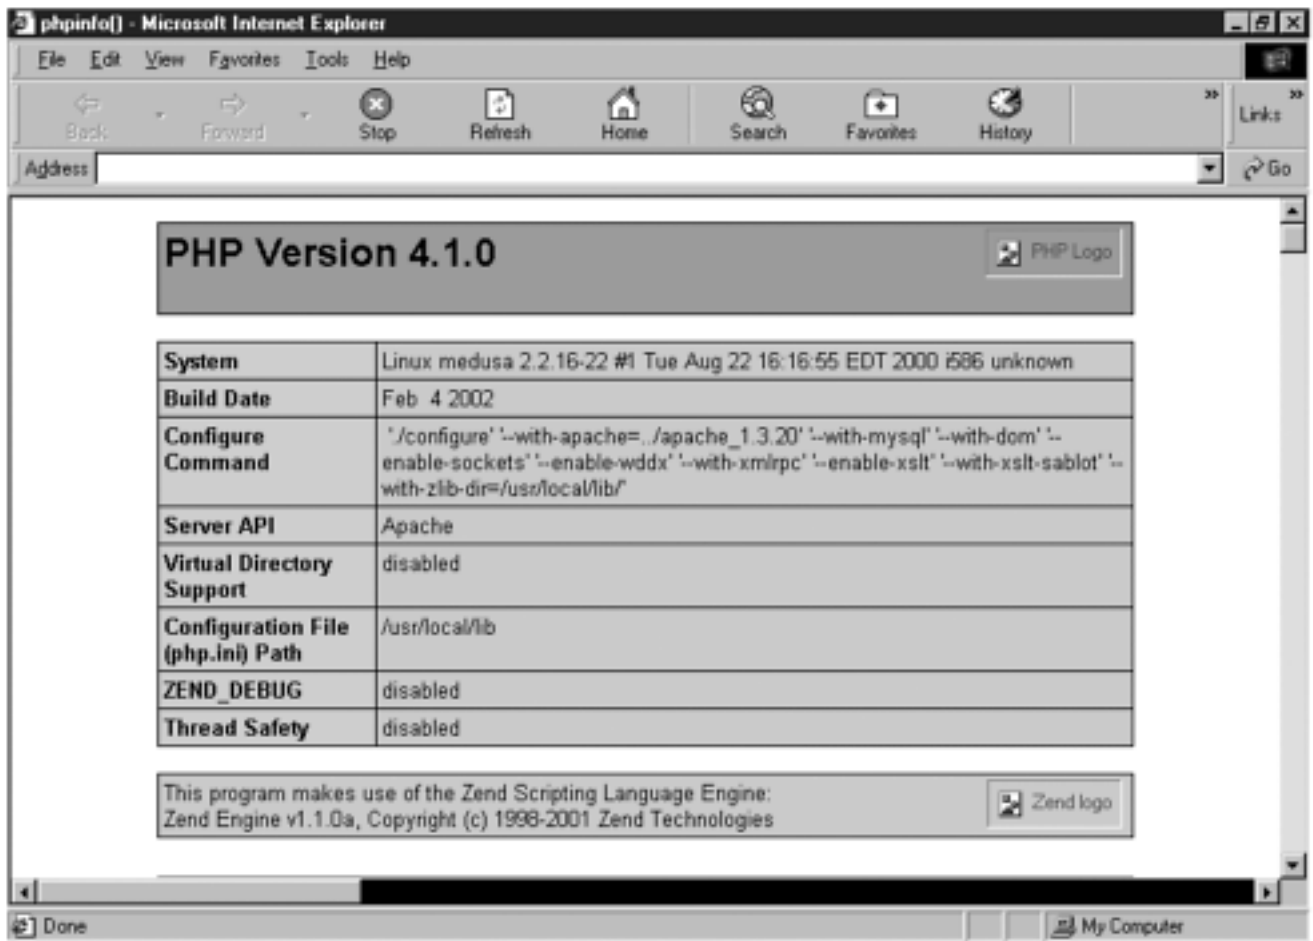 phpinfo() - Microsoft Internet Explorer
File Edit View Favorites Tools Help
Back Forward Stop Refresh Home Search Favorites History » Links »
Address Go
PHP Version 4.1.0
PHP Logo
System Linux medusa 2.2.16-22 #1 Tue Aug 22 16:16:55 EDT 2000 i586 unknown
Build Date Feb 4 2002
Configure './configure' '--with-apache=../apache_1.3.20' '--with-mysql' '--with-dom' '--
Command enable-sockets' '--enable-wddx' '--with-xmlrpc' '--enable-xslt' '--with-xslt-sablot' '--
with-zlib-dir=/usr/local/lib/'
Server API Apache
Virtual Directory disabled
Support
Configuration File /usr/local/lib
(php.ini) Path
ZEND_DEBUG disabled
Thread Safety disabled
This program makes use of the Zend Scripting Language Engine:
Zend Engine v1.1.0a, Copyright (c) 1998-2001 Zend Technologies
Zend logo
Done My Computer